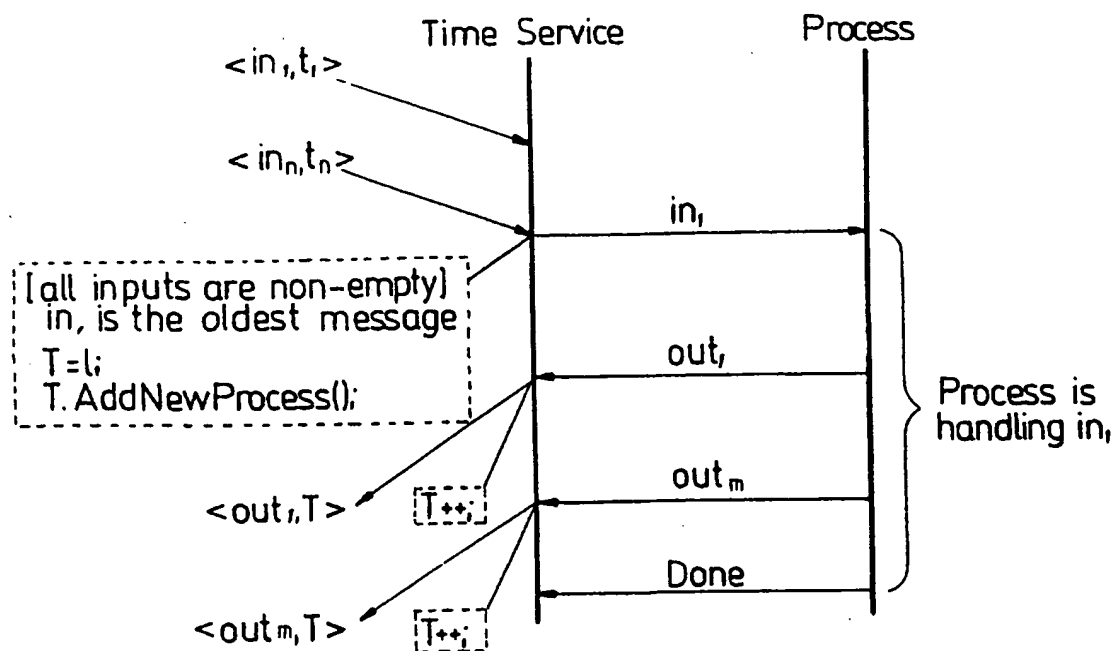 Time Service
Process
<in₁,t₁>
<inₙ,tₙ>
in₁
[all inputs are non-empty]
in₁ is the oldest message
T=l;
T.AddNewProcess();
out₁
Process is
handling in₁
outₘ
<out₁,T>
T++;
Done
<outₘ,T>
T++;